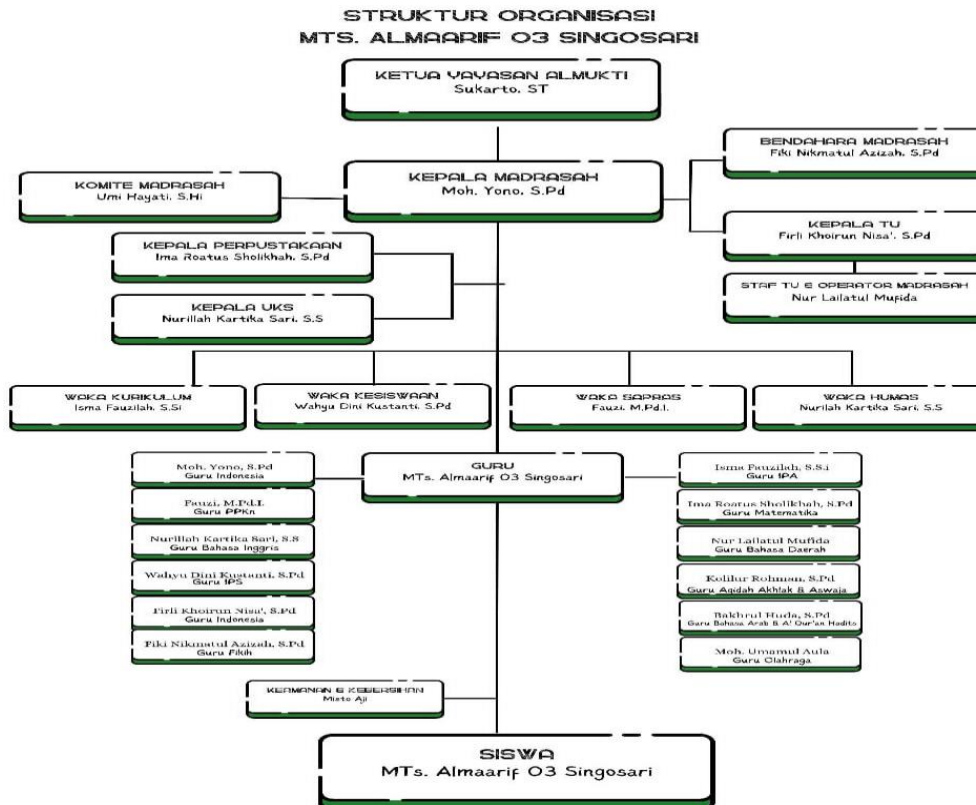 STRUKTUR ORGANISASI
MTS. ALMAARIF 03 SINGOSARI
KETUA YAYASAN ALMUKTI
Sukarto, ST
BENDAHARA MADRASAH
Fiki Nikmatul Azizah, S.Pd
KEPALA MADRASAH
Moh. Yono, S.Pd
KOMITE MADRASAH
Umi Hayati, S.Hi
KEPALA TU
Firli Khoirun Nisa', S.Pd
KEPALA PERPUSTAKAAN
Ima Roatus Sholikhah, S.Pd
STAF TU & OPERATOR MADRASAH
Nur Lailatul Mufida
KEPALA UKS
Nurillah Kartika Sari, S.S
WAKA KURIKULUM
Isma Fauzilah, S.Si
WAKA KESISWAAN
Wahyu Dini Kustanti, S.Pd
WAKA SAPRAS
Fauzi, M.Pd.I.
WAKA HUMAS
Nurilah Kartika Sari, S.S
GURU
MTs. Almaarif 03 Singosari
Moh. Yono, S.Pd
Guru Indonesia
Fauzi, M.Pd.I.
Guru PPKn
Nurillah Kartika Sari, S.S
Guru Bahasa Inggris
Wahyu Dini Kustanti, S.Pd
Guru IPS
Firli Khoirun Nisa', S.Pd
Guru Indonesia
Fiki Nikmatul Azizah, S.Pd
Guru Fikih
Isma Fauzilah, S.S.i
Guru IPA
Ima Roatus Sholikhah, S.Pd
Guru Matematika
Nur Lailatul Mufida
Guru Bahasa Daerah
Kolilur Rohman, S.Pd
Guru Aqidah Akhlak & Aswaja
Bakhrul Huda, S.Pd
Guru Bahasa Arab & Al Qur'an Hadits
Moh. Umamul Aula
Guru Olahraga
KEAMANAN & KEBERSIHAN
Misto Aji
SISWA
MTs. Almaarif 03 Singosari